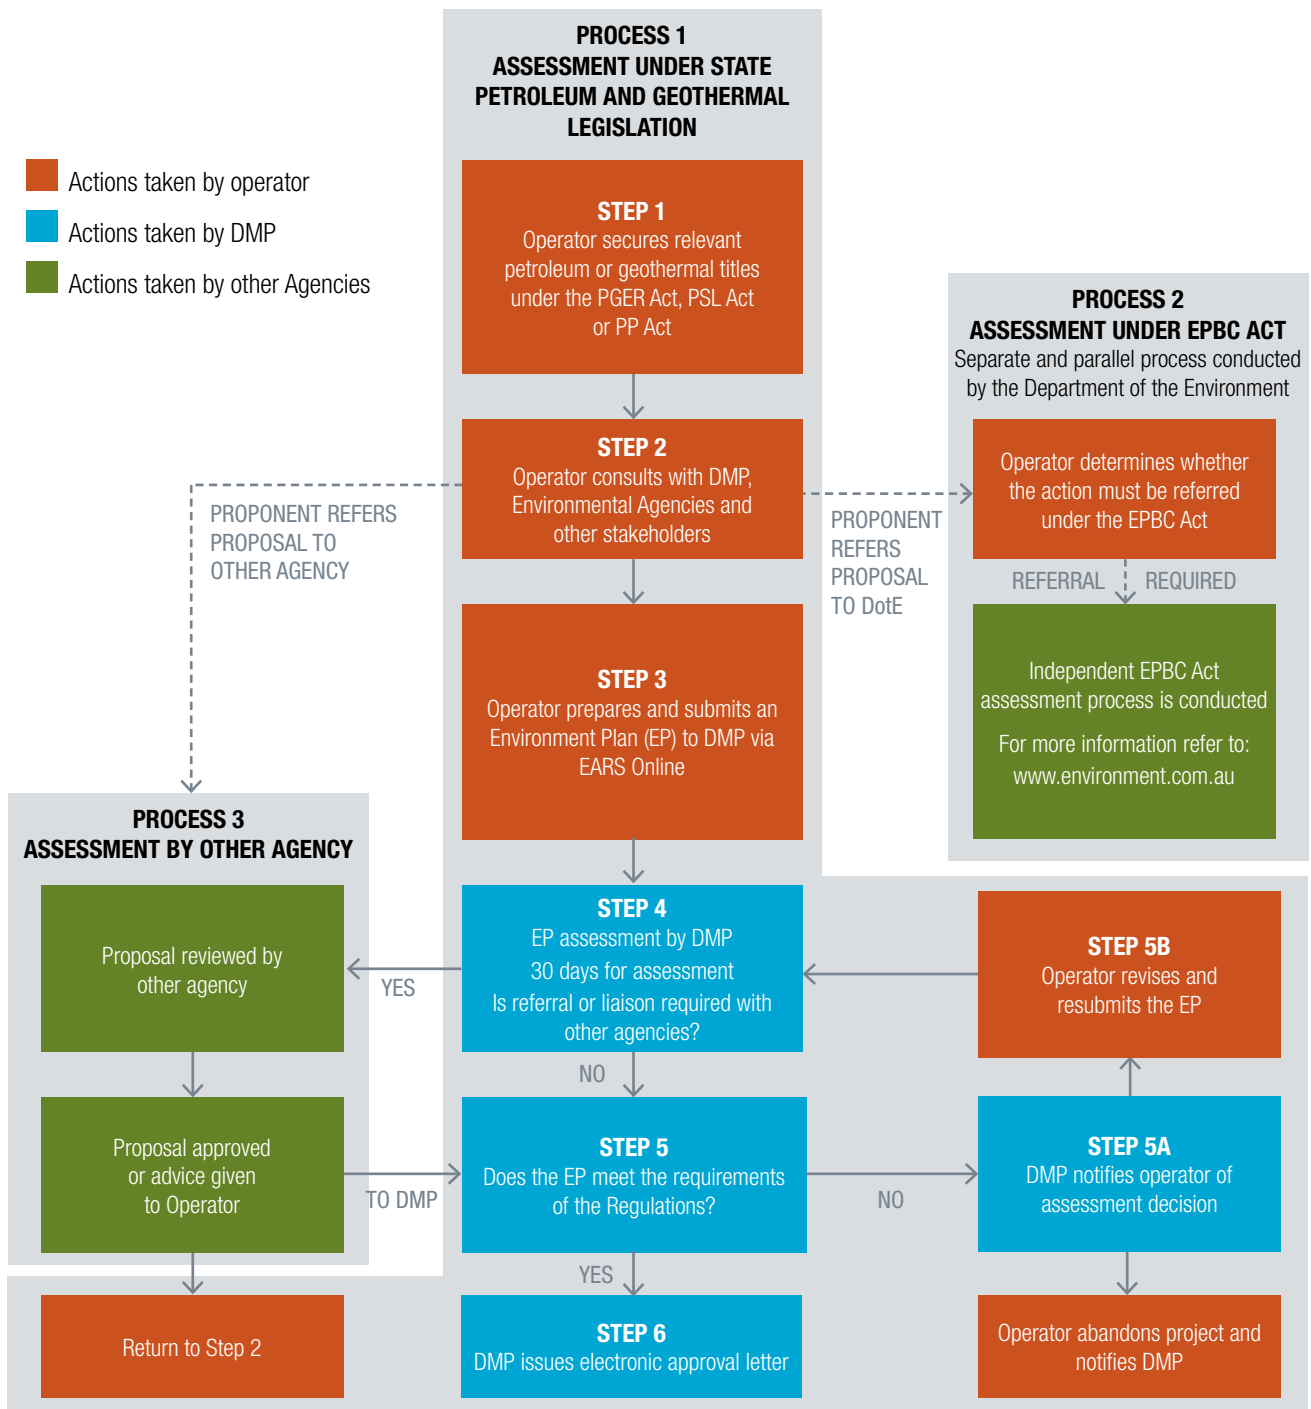 PROCESS 1
ASSESSMENT UNDER STATE
PETROLEUM AND GEOTHERMAL
LEGISLATION
Actions taken by operator
Actions taken by DMP
Actions taken by other Agencies
STEP 1
Operator secures relevant
petroleum or geothermal titles
under the PGER Act, PSL Act
or PP Act
PROCESS 2
ASSESSMENT UNDER EPBC ACT
Separate and parallel process conducted
by the Department of the Environment
STEP 2
Operator consults with DMP,
Environmental Agencies and
other stakeholders
PROPONENT REFERS
PROPOSAL TO
OTHER AGENCY
PROPONENT
REFERS
PROPOSAL
TO DotE
Operator determines whether
the action must be referred
under the EPBC Act
REFERRAL REQUIRED
Independent EPBC Act
assessment process is conducted
For more information refer to:
www.environment.com.au
STEP 3
Operator prepares and submits an
Environment Plan (EP) to DMP via
EARS Online
PROCESS 3
ASSESSMENT BY OTHER AGENCY
Proposal reviewed by
other agency
YES
STEP 4
EP assessment by DMP
30 days for assessment
Is referral or liaison required with
other agencies?
STEP 5B
Operator revises and
resubmits the EP
NO
Proposal approved
or advice given
to Operator
TO DMP
STEP 5
Does the EP meet the requirements
of the Regulations?
NO
STEP 5A
DMP notifies operator of
assessment decision
YES
Return to Step 2
STEP 6
DMP issues electronic approval letter
Operator abandons project and
notifies DMP